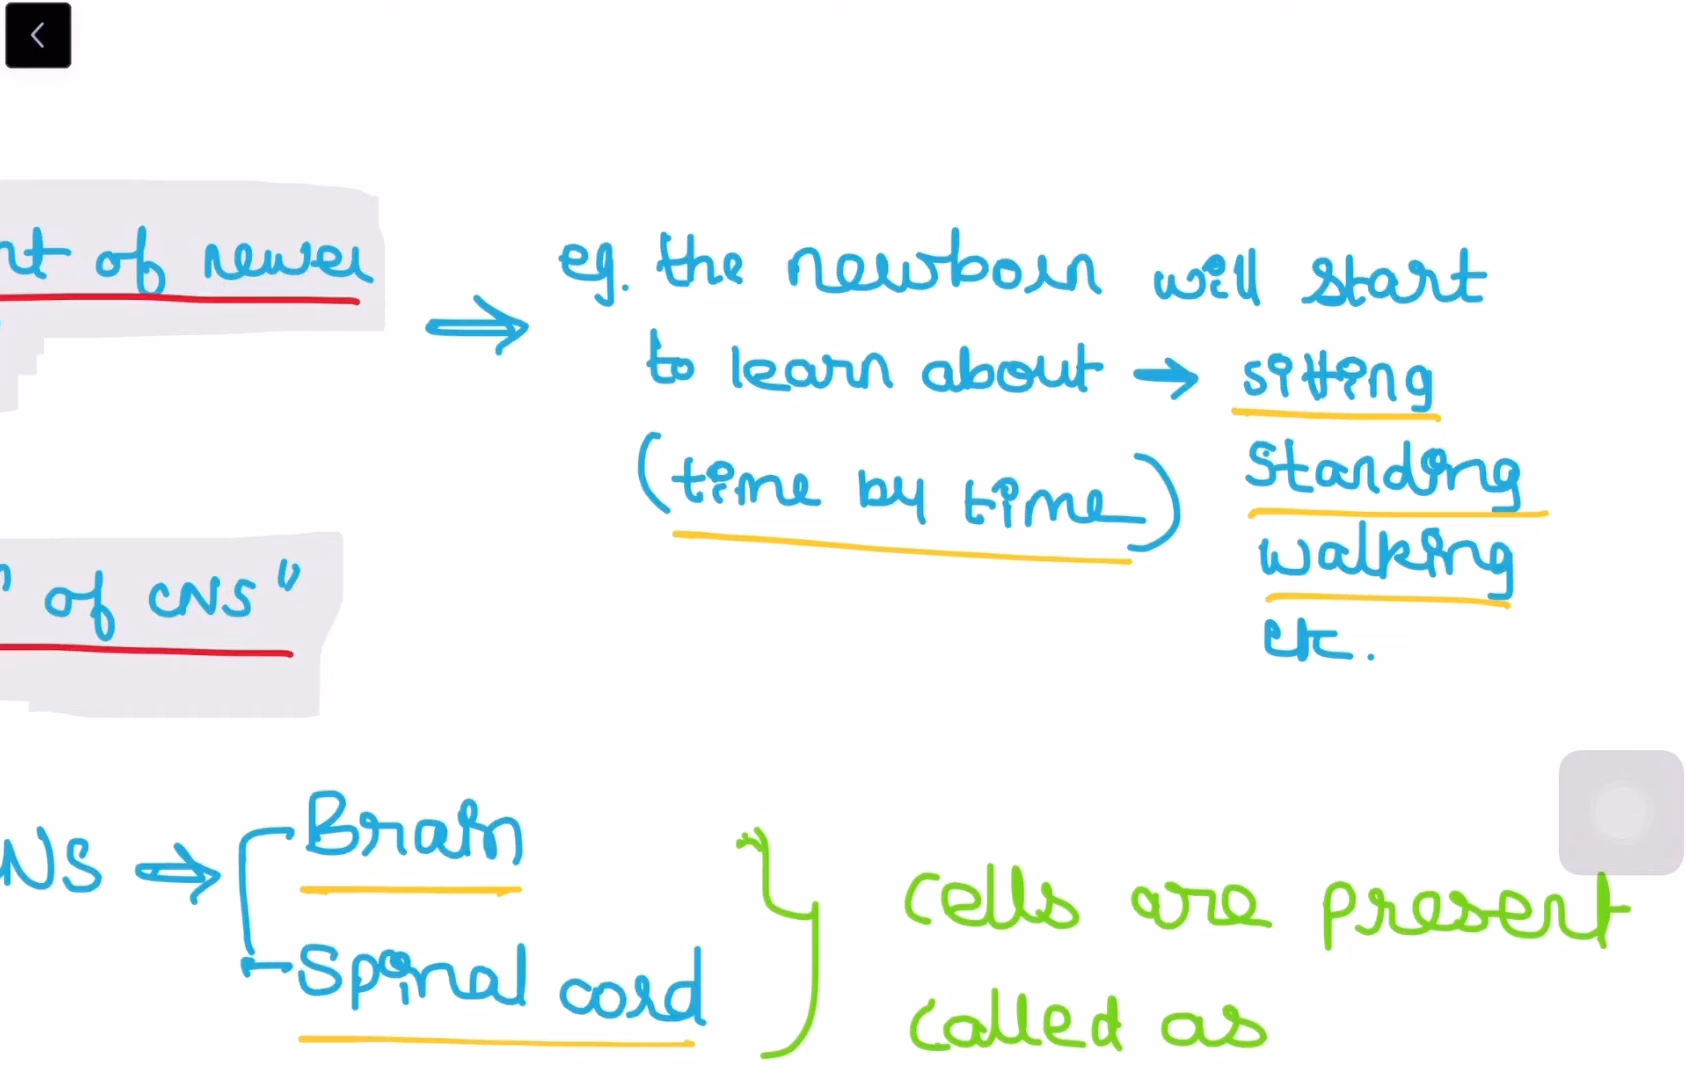 nt of newer
eg. the newborn will start
to learn about → sitting
(time by time) standing
walking
etc.
of CNS"
NS ⇒ Brain
Spinal cord
cells are present
called as